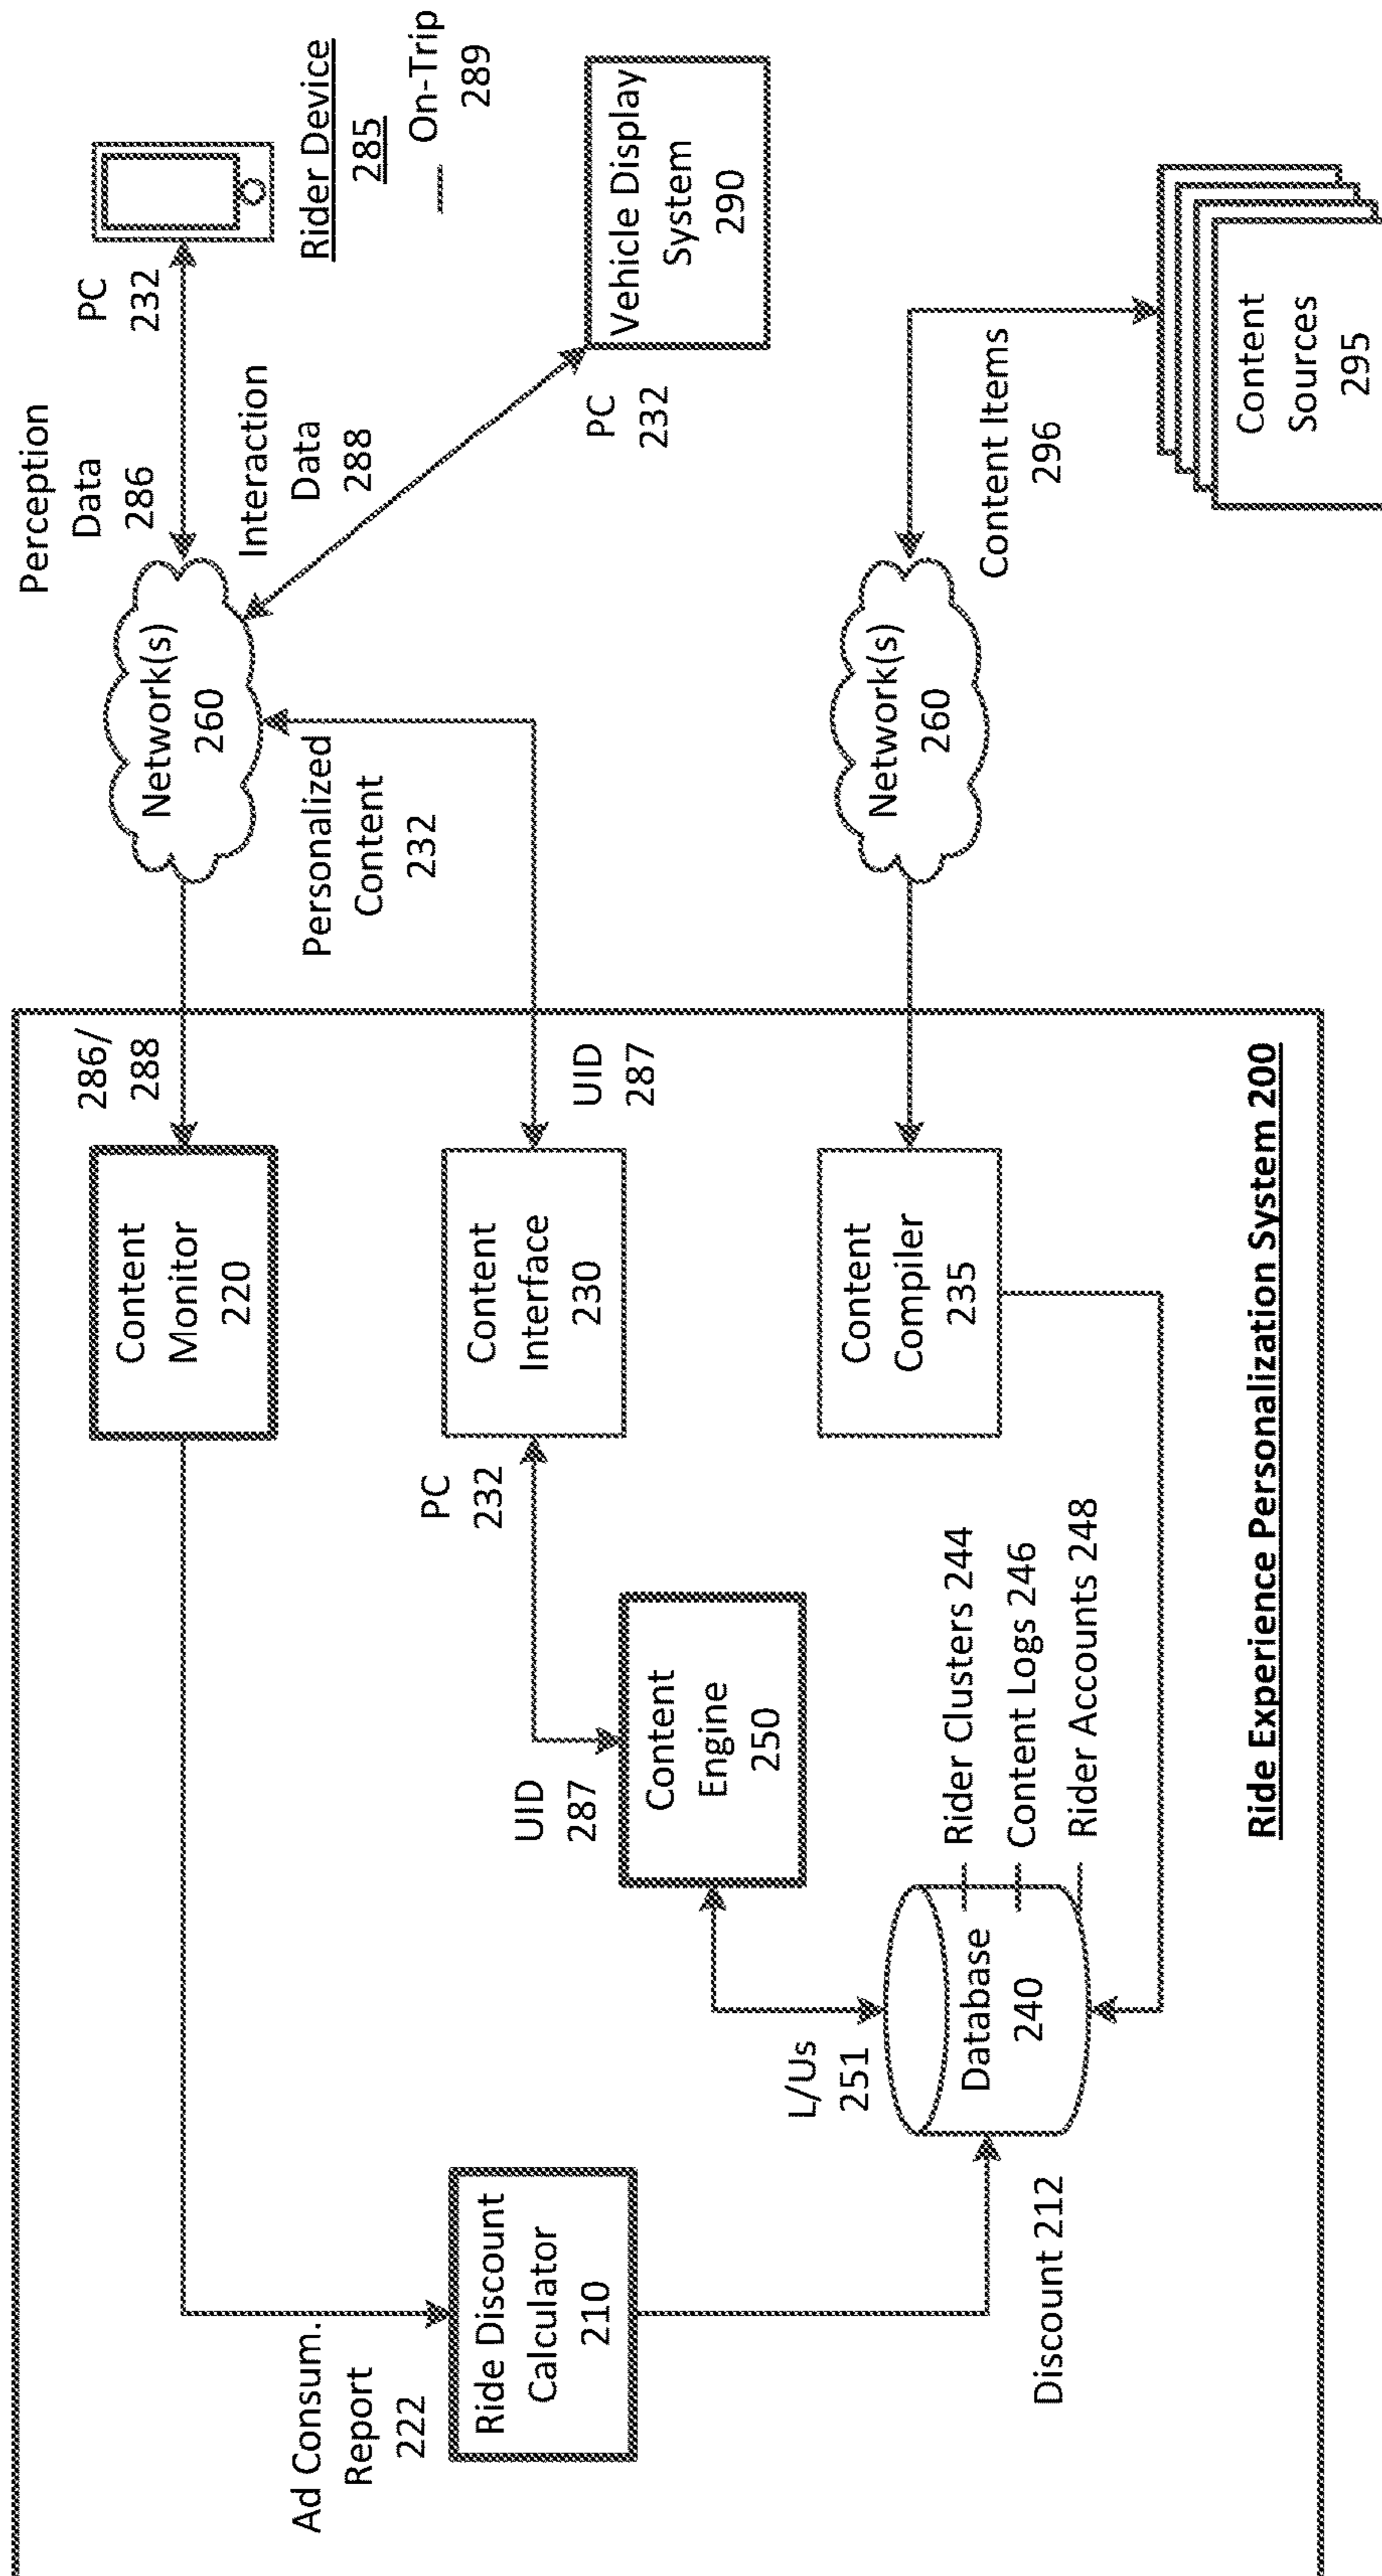 Ad Consum.
Report
222
Ride Discount
Calculator
210
Discount 212
L/Us
251
Database
240
Rider Clusters 244
Content Logs 246
Rider Accounts 248
UID
287
Content
Engine
250
PC
232
Content
Monitor
220
286/
288
Content
Interface
230
UID
287
Content
Compiler
235
Ride Experience Personalization System 200
Personalized
Content
232
Network(s)
260
Network(s)
260
Perception
Data
286
Interaction
Data
288
PC
232
Rider Device
285
On-Trip
289
PC
232
Vehicle Display
System
290
Content Items
296
Content
Sources
295